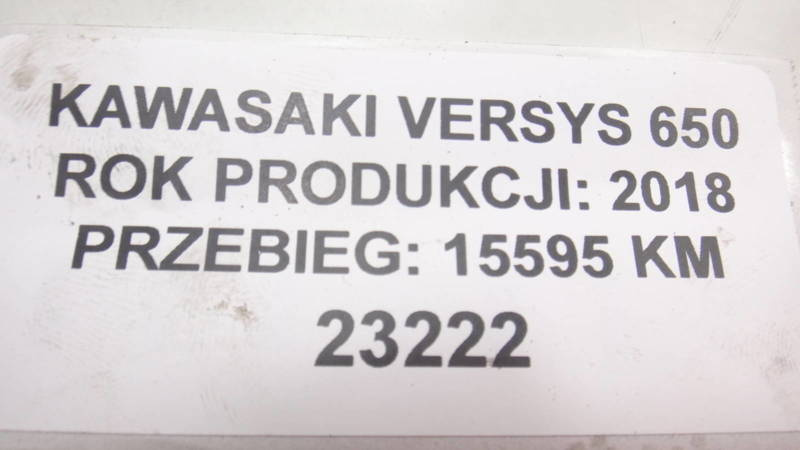 KAWASAKI VERSYS 650
ROK PRODUKCJI: 2018
PRZEBIEG: 15595 KM
23222